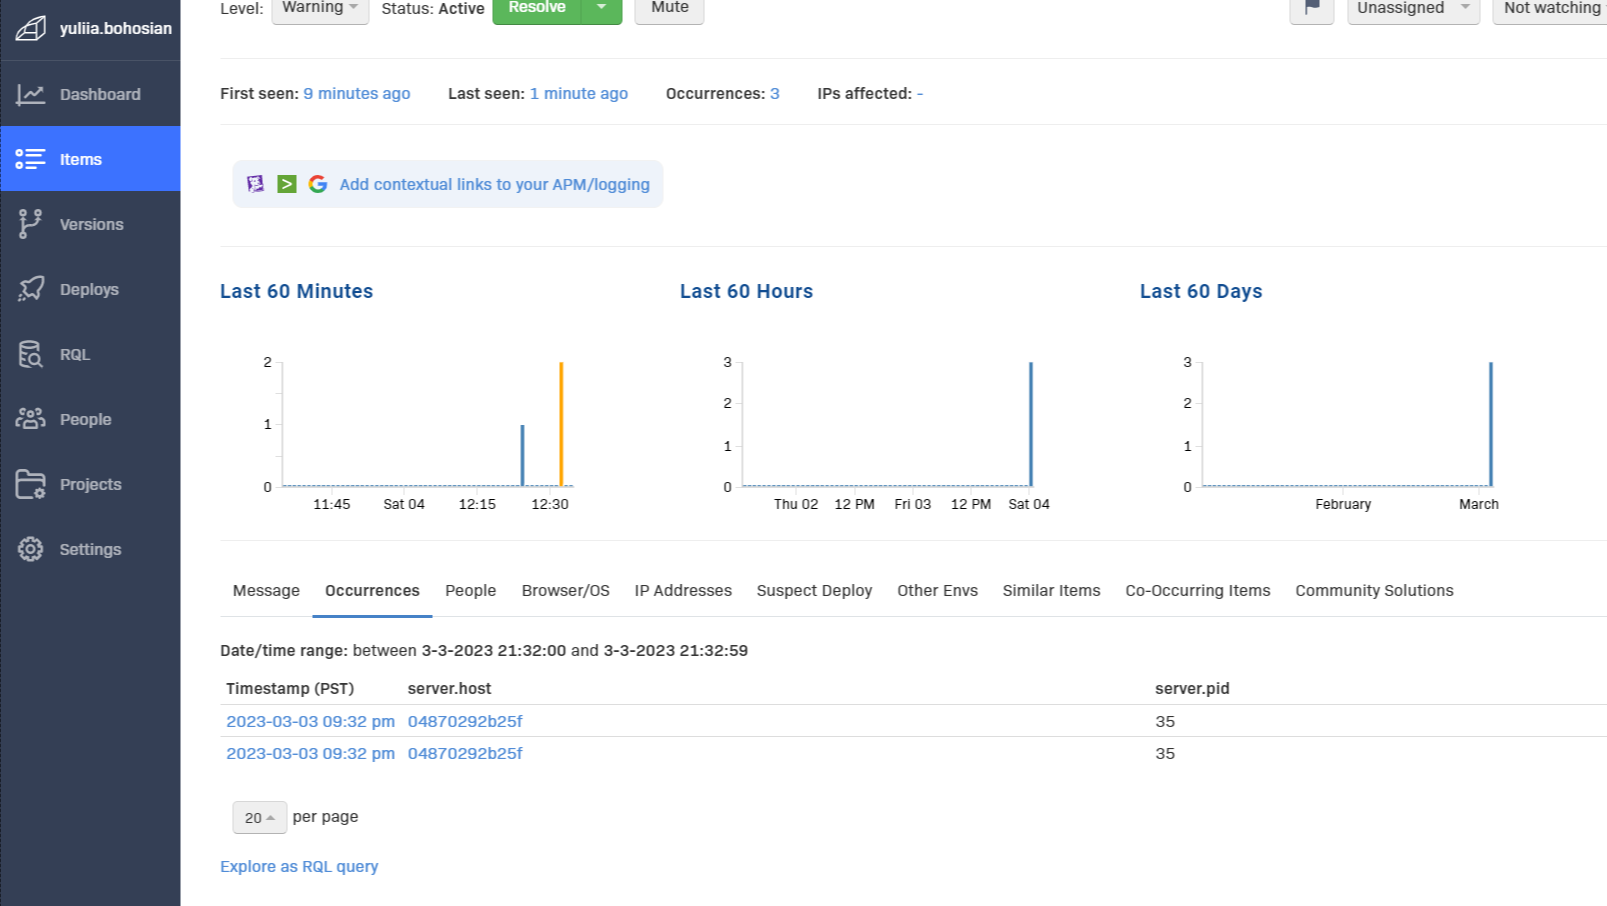 Level: Warning Status: Active Resolve Mute Unassigned Not watching
yuliia.bohosian
Dashboard
Items
Versions
Deploys
RQL
People
Projects
Settings
First seen: 9 minutes ago Last seen: 1 minute ago Occurrences: 3 IPs affected: -
Add contextual links to your APM/logging
Last 60 Minutes
2
1
0
11:45 Sat 04 12:15 12:30
Last 60 Hours
3
2
1
0
Thu 02 12 PM Fri 03 12 PM Sat 04
Last 60 Days
3
2
1
0
February March
Message Occurrences People Browser/OS IP Addresses Suspect Deploy Other Envs Similar Items Co-Occurring Items Community Solutions
Date/time range: between 3-3-2023 21:32:00 and 3-3-2023 21:32:59
Timestamp (PST) server.host server.pid
2023-03-03 09:32 pm 04870292b25f 35
2023-03-03 09:32 pm 04870292b25f 35
20 per page
Explore as RQL query